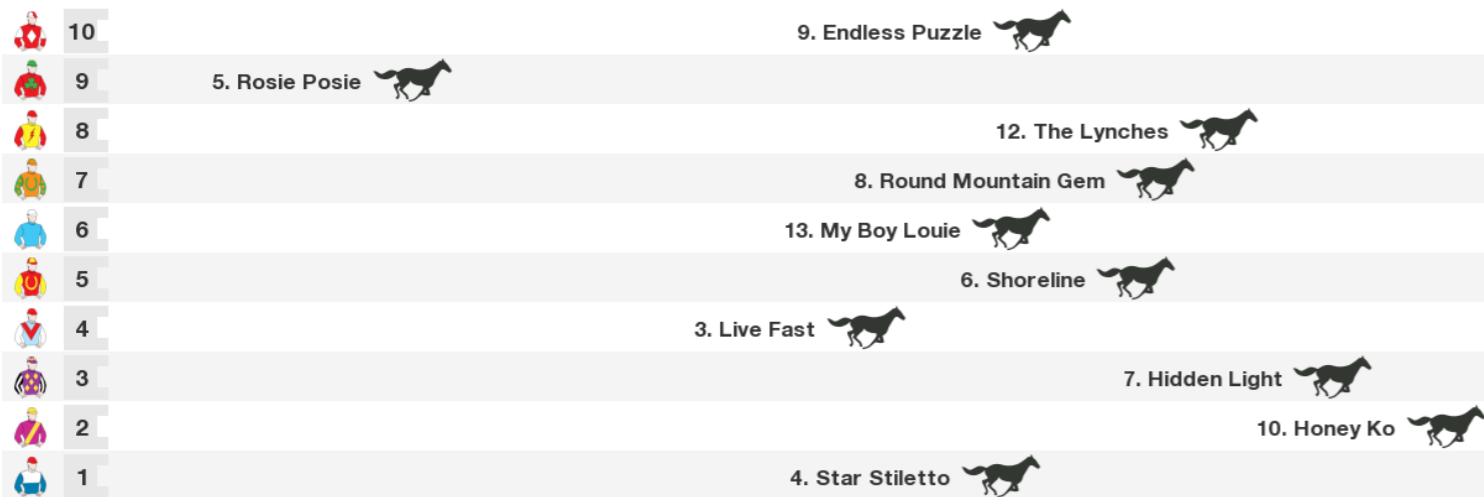 10 9. Endless Puzzle
9 5. Rosie Posie
8 12. The Lynches
7 8. Round Mountain Gem
6 13. My Boy Louie
5 6. Shoreline
4 3. Live Fast
3 7. Hidden Light
2 10. Honey Ko
1 4. Star Stiletto